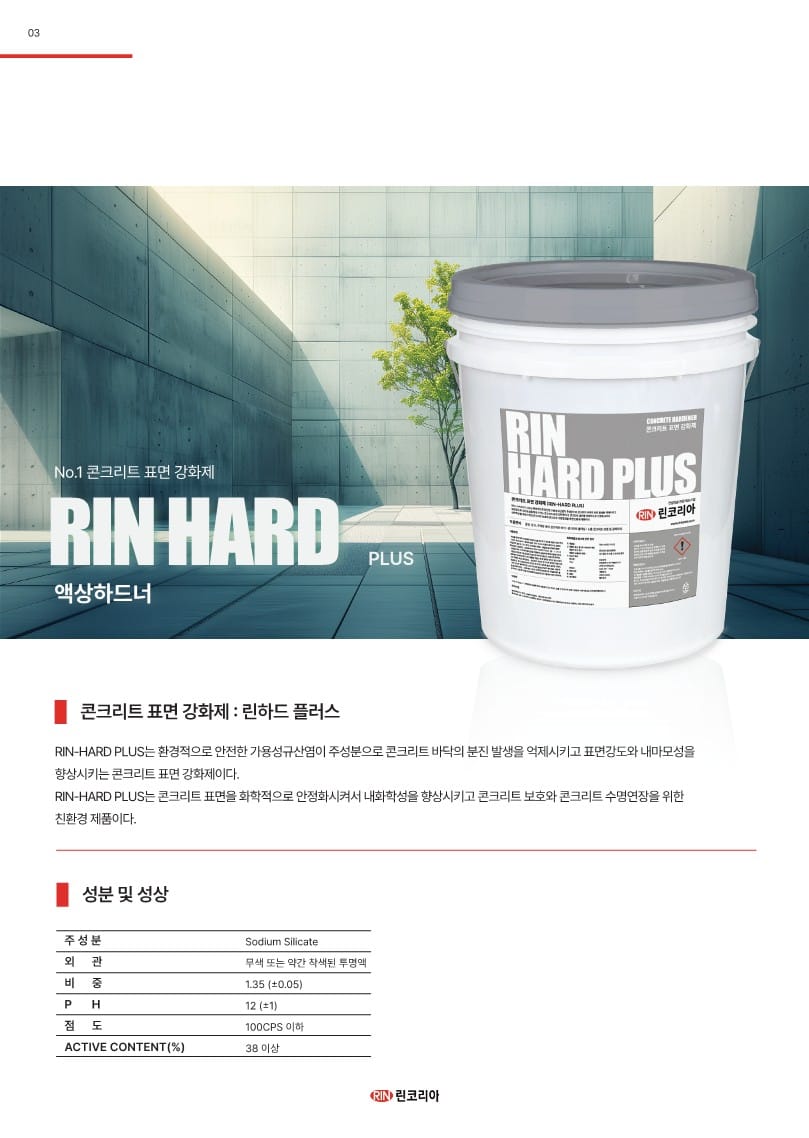 03
No.1 콘크리트 표면 강화제
RIN HARD PLUS
액상하드너
RIN
HARD PLUS
CONCRETE HARDENER
콘크리트 표면 강화제
콘크리트 표면 강화제 (RIN-HARD PLUS)
RIN 린코리아
콘크리트 표면 강화제 : 린하드 플러스
RIN-HARD PLUS는 환경적으로 안전한 가용성규산염이 주성분으로 콘크리트 바닥의 분진 발생을 억제시키고 표면강도와 내마모성을
향상시키는 콘크리트 표면 강화제이다.
RIN-HARD PLUS는 콘크리트 표면을 화학적으로 안정화시켜서 내화학성을 향상시키고 콘크리트 보호와 콘크리트 수명연장을 위한
친환경 제품이다.
성분 및 성상
주 성 분 Sodium Silicate
외 관 무색 또는 약간 착색된 투명액
비 중 1.35 (±0.05)
P H 12 (±1)
점 도 100CPS 이하
ACTIVE CONTENT(%) 38 이상
RIN 린코리아